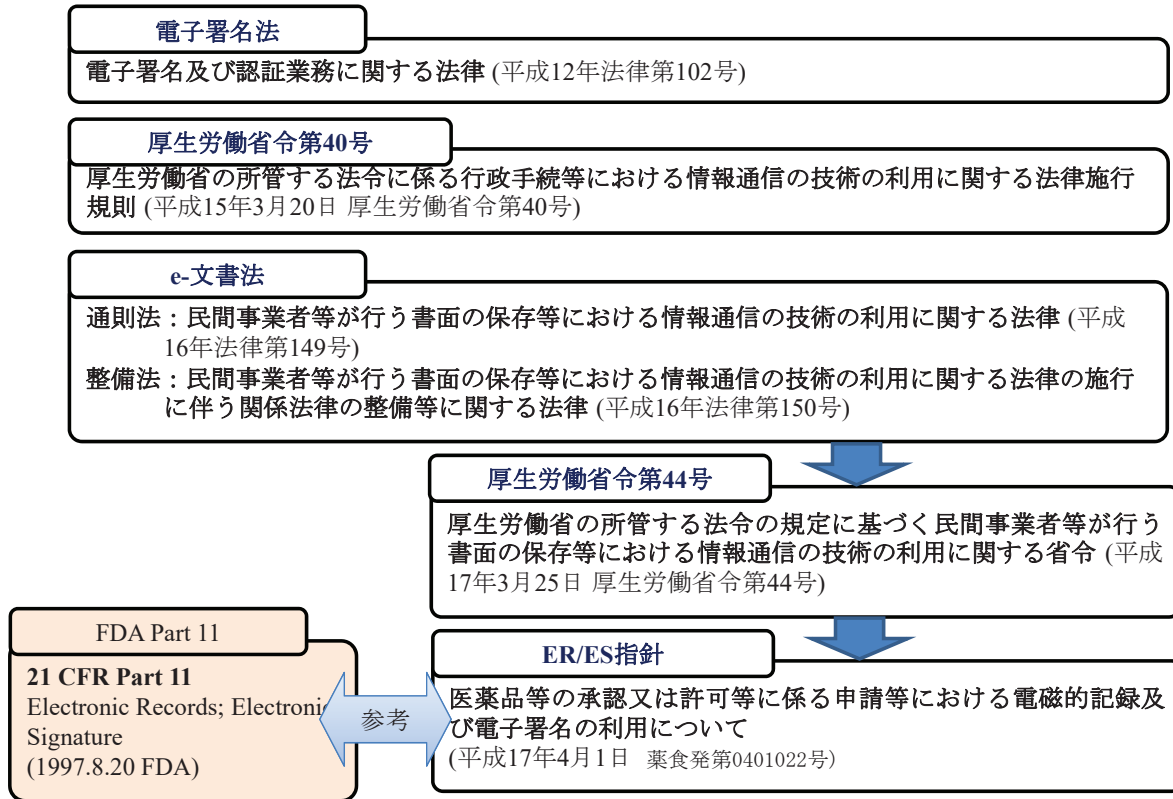 電子署名法
電子署名及び認証業務に関する法律 (平成12年法律第102号)
厚生労働省令第40号
厚生労働省の所管する法令に係る行政手続等における情報通信の技術の利用に関する法律施行
規則 (平成15年3月20日 厚生労働省令第40号)
e-文書法
通則法：民間事業者等が行う書面の保存等における情報通信の技術の利用に関する法律 (平成
16年法律第149号)
整備法：民間事業者等が行う書面の保存等における情報通信の技術の利用に関する法律の施行
に伴う関係法律の整備等に関する法律 (平成16年法律第150号)
厚生労働省令第44号
厚生労働省の所管する法令の規定に基づく民間事業者等が行う
書面の保存等における情報通信の技術の利用に関する省令 (平成
17年3月25日 厚生労働省令第44号)
FDA Part 11
21 CFR Part 11
Electronic Records; Electronic
Signature
(1997.8.20 FDA)
参考
ER/ES指針
医薬品等の承認又は許可等に係る申請等における電磁的記録及
び電子署名の利用について
(平成17年4月1日 薬食発第0401022号)